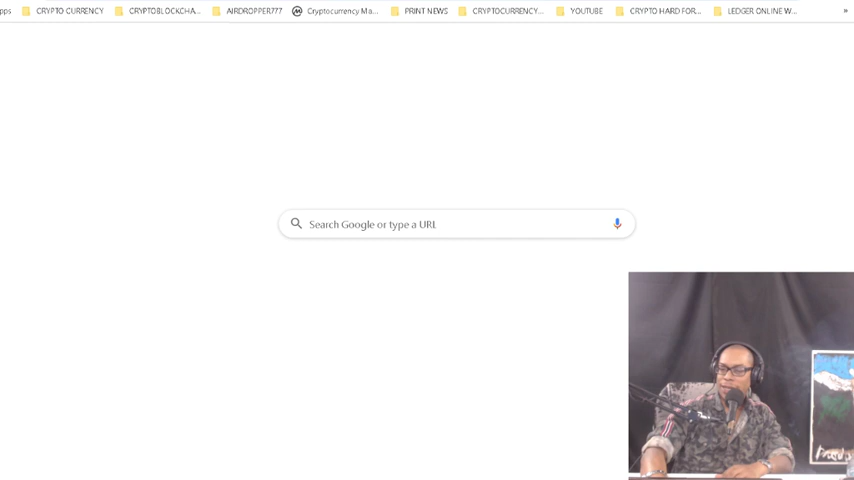 pps CRYPTO CURRENCY CRYPTOBLOCKCHA... AIRDROPPER777 Cryptocurrency Ma... PRINT NEWS CRYPTOCURRENCY... YOUTUBE CRYPTO HARD FOR... LEDGER ONLINE W... »
Search Google or type a URL